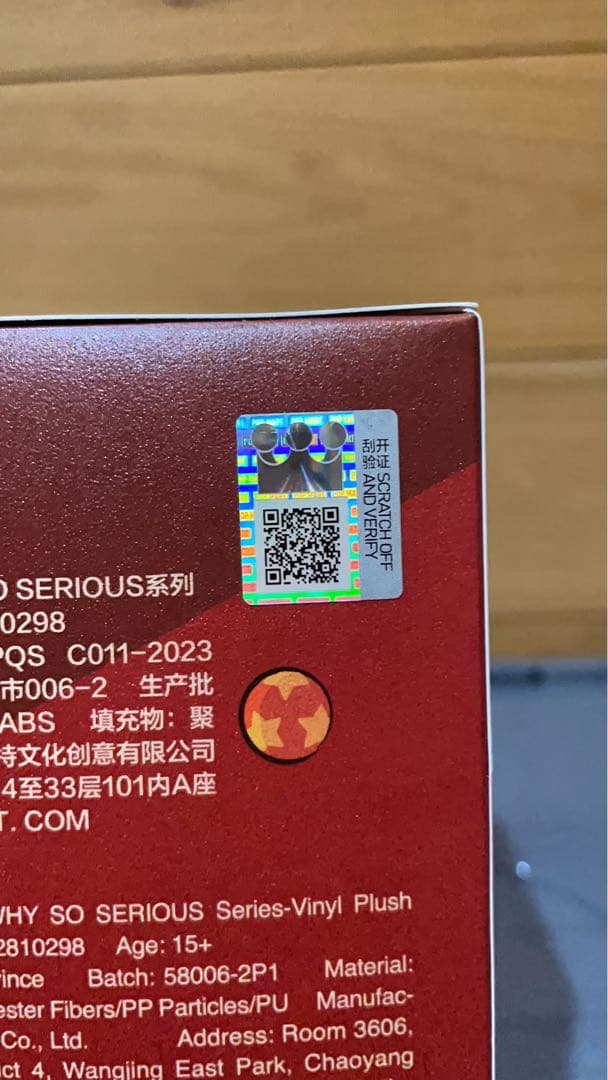 开证 SCRATCH OFF
刮验 AND VERIFY
O SERIOUS系列
0298
PQS C011-2023
市006-2 生产批
ABS 填充物：聚
特文化创意有限公司
4至33层101内A座
T. COM
WHY SO SERIOUS Series-Vinyl Plush
2810298 Age: 15+
vince Batch: 58006-2P1 Material:
ester Fibers/PP Particles/PU Manufac-
Co., Ltd. Address: Room 3606,
ict 4, Wangjing East Park, Chaoyang